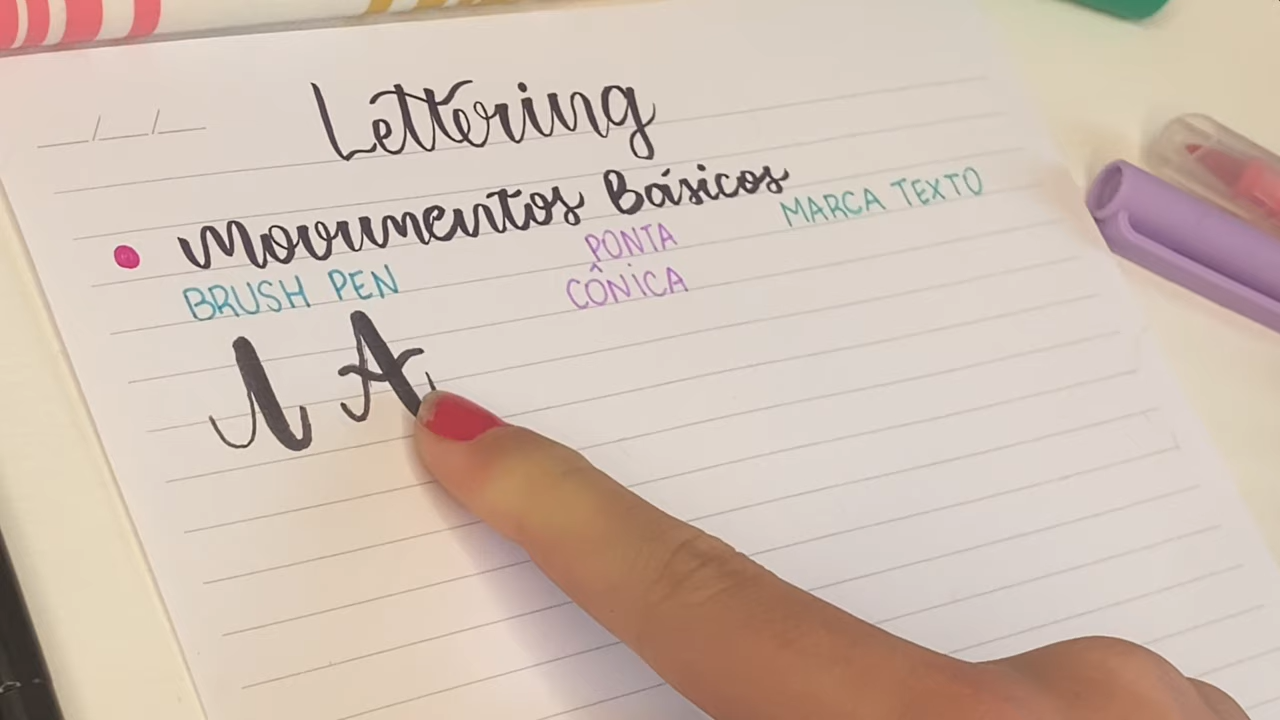 Lettering
Movimentos Básicos
BRUSH PEN
PONTA CÔNICA
MARCA TEXTO
A